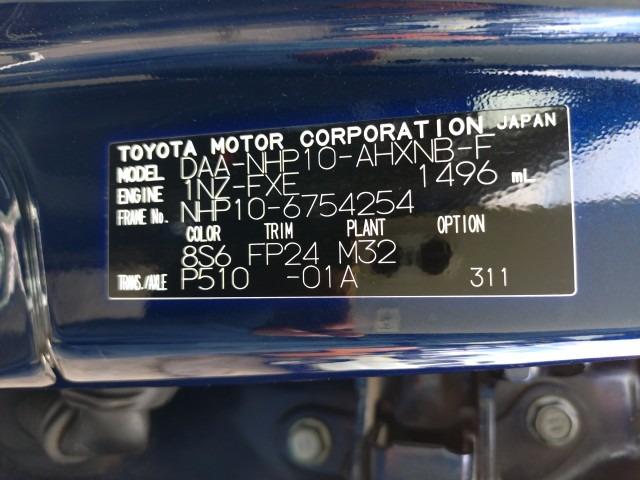 TOYOTA MOTOR CORPORATION JAPAN
MODEL DAA-NHP10-AHXNB-F
ENGINE 1NZ-FXE 1496 mL
FRAME No. NHP10-6754254
COLOR TRIM PLANT OPTION
8S6 FP24 M32
TRANS./AXLE P510 -01A 311